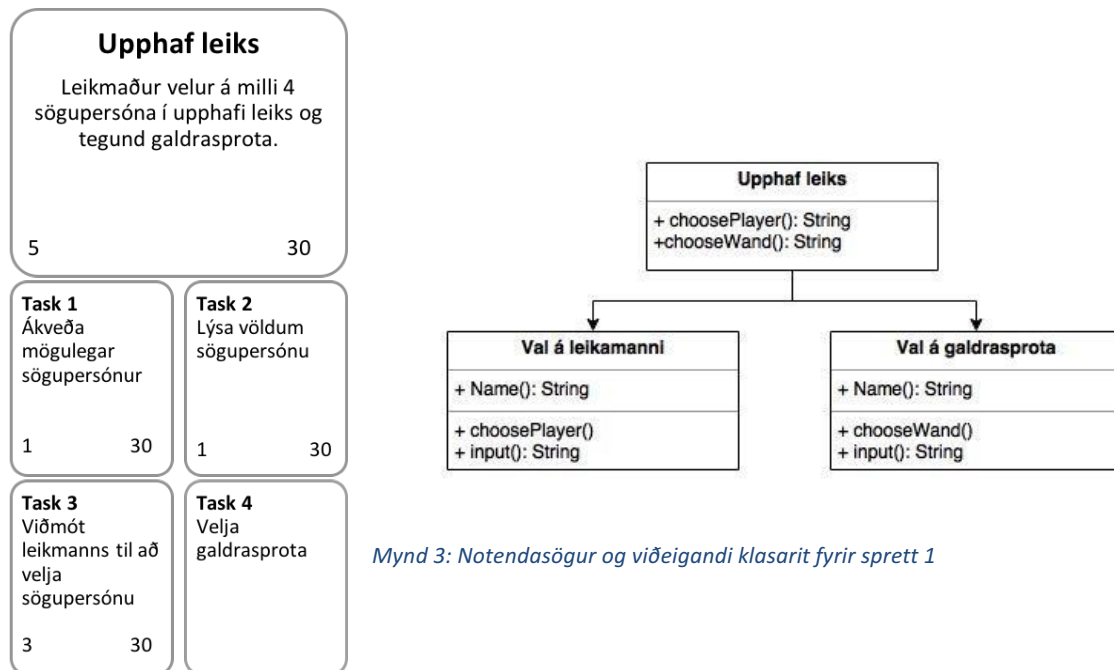 Upphaf leiks
Leikmaður velur á milli 4
sögupersóna í upphafi leiks og
tegund galdrasprota.
5 30
Task 1
Ákveða
mögulegar
sögupersónur
1 30
Task 2
Lýsa völdum
sögupersónu
1 30
Task 3
Viðmót
leikmanns til að
velja
sögupersónu
3 30
Task 4
Velja
galdrasprota
Upphaf leiks
+ choosePlayer(): String
+chooseWand(): String
Val á leikamanni
+ Name(): String
+ choosePlayer()
+ input(): String
Val á galdrasprota
+ Name(): String
+ chooseWand()
+ input(): String
Mynd 3: Notendasögur og viðeigandi klasarit fyrir sprett 1